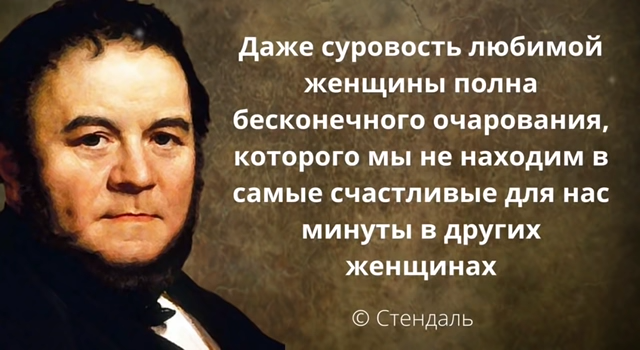 Даже суровость любимой
женщины полна
бесконечного очарования,
которого мы не находим в
самые счастливые для нас
минуты в других
женщинах
© Стендаль